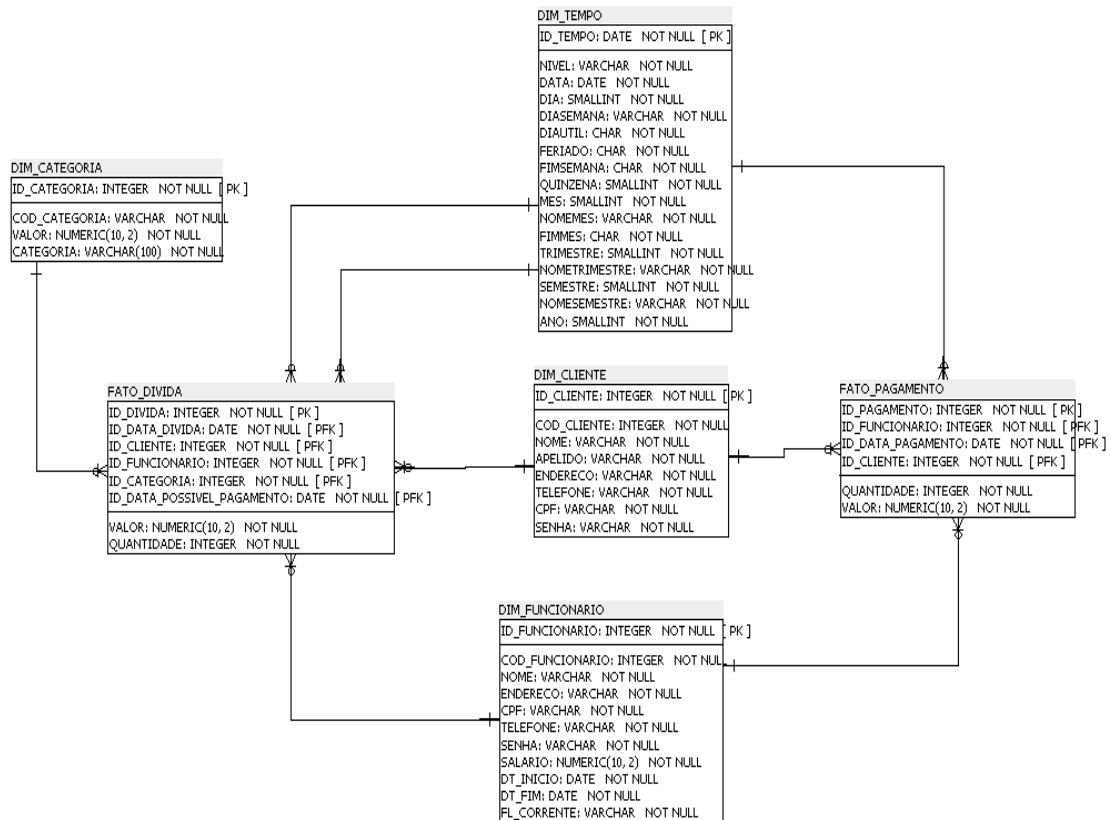 DIM_TEMPO
ID_TEMPO: DATE NOT NULL [ PK ]
NIVEL: VARCHAR NOT NULL
DATA: DATE NOT NULL
DIA: SMALLINT NOT NULL
DIASEMANA: VARCHAR NOT NULL
DIAUTIL: CHAR NOT NULL
FERIADO: CHAR NOT NULL
FIMSEMANA: CHAR NOT NULL
QUINZENA: SMALLINT NOT NULL
MES: SMALLINT NOT NULL
NOMEMES: VARCHAR NOT NULL
FIMMES: CHAR NOT NULL
TRIMESTRE: SMALLINT NOT NULL
NOMETRIMESTRE: VARCHAR NOT NULL
SEMESTRE: SMALLINT NOT NULL
NOMESEMESTRE: VARCHAR NOT NULL
ANO: SMALLINT NOT NULL
DIM_CATEGORIA
ID_CATEGORIA: INTEGER NOT NULL [ PK ]
COD_CATEGORIA: VARCHAR NOT NULL
VALOR: NUMERIC(10, 2) NOT NULL
CATEGORIA: VARCHAR(100) NOT NULL
FATO_DIVIDA
ID_DIVIDA: INTEGER NOT NULL [ PK ]
ID_DATA_DIVIDA: DATE NOT NULL [ PFK ]
ID_CLIENTE: INTEGER NOT NULL [ PFK ]
ID_FUNCIONARIO: INTEGER NOT NULL [ PFK ]
ID_CATEGORIA: INTEGER NOT NULL [ PFK ]
ID_DATA_POSSIVEL_PAGAMENTO: DATE NOT NULL [ PFK ]
VALOR: NUMERIC(10, 2) NOT NULL
QUANTIDADE: INTEGER NOT NULL
DIM_CLIENTE
ID_CLIENTE: INTEGER NOT NULL [ PK ]
COD_CLIENTE: INTEGER NOT NULL
NOME: VARCHAR NOT NULL
APELIDO: VARCHAR NOT NULL
ENDERECO: VARCHAR NOT NULL
TELEFONE: VARCHAR NOT NULL
CPF: VARCHAR NOT NULL
SENHA: VARCHAR NOT NULL
FATO_PAGAMENTO
ID_PAGAMENTO: INTEGER NOT NULL [ PK ]
ID_FUNCIONARIO: INTEGER NOT NULL [ PFK ]
ID_DATA_PAGAMENTO: DATE NOT NULL [ PFK ]
ID_CLIENTE: INTEGER NOT NULL [ PFK ]
QUANTIDADE: INTEGER NOT NULL
VALOR: NUMERIC(10, 2) NOT NULL
DIM_FUNCIONARIO
ID_FUNCIONARIO: INTEGER NOT NULL [ PK ]
COD_FUNCIONARIO: INTEGER NOT NULL
NOME: VARCHAR NOT NULL
ENDERECO: VARCHAR NOT NULL
CPF: VARCHAR NOT NULL
TELEFONE: VARCHAR NOT NULL
SENHA: VARCHAR NOT NULL
SALARIO: NUMERIC(10, 2) NOT NULL
DT_INICIO: DATE NOT NULL
DT_FIM: DATE NOT NULL
FL_CORRENTE: VARCHAR NOT NULL